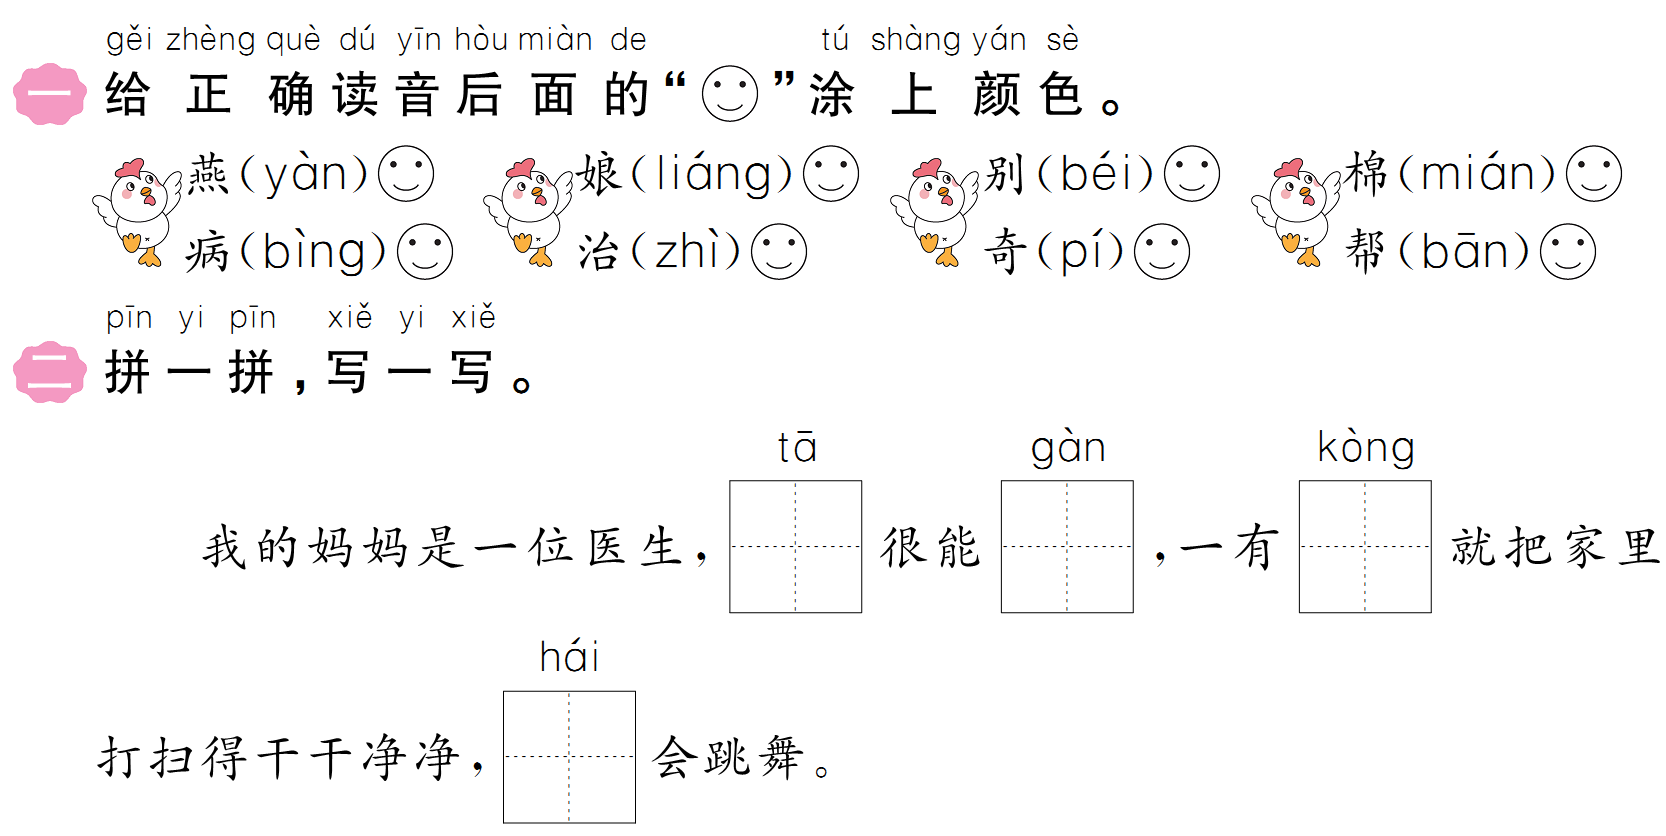 gěi zhèng què dú yīn hòu miàn de tú shàng yán sè
一 给正确读音后面的“ ”涂上颜色。
燕(yàn) 娘(liáng) 别(béi) 棉(mián)
病(bìng) 治(zhì) 奇(pí) 帮(bān)
pīn yi pīn xiě yi xiě
二 拼一拼,写一写。
tā gàn kòng
我的妈妈是一位医生, 很能 ,一有 就把家里
hái
打扫得干干净净, 会跳舞。